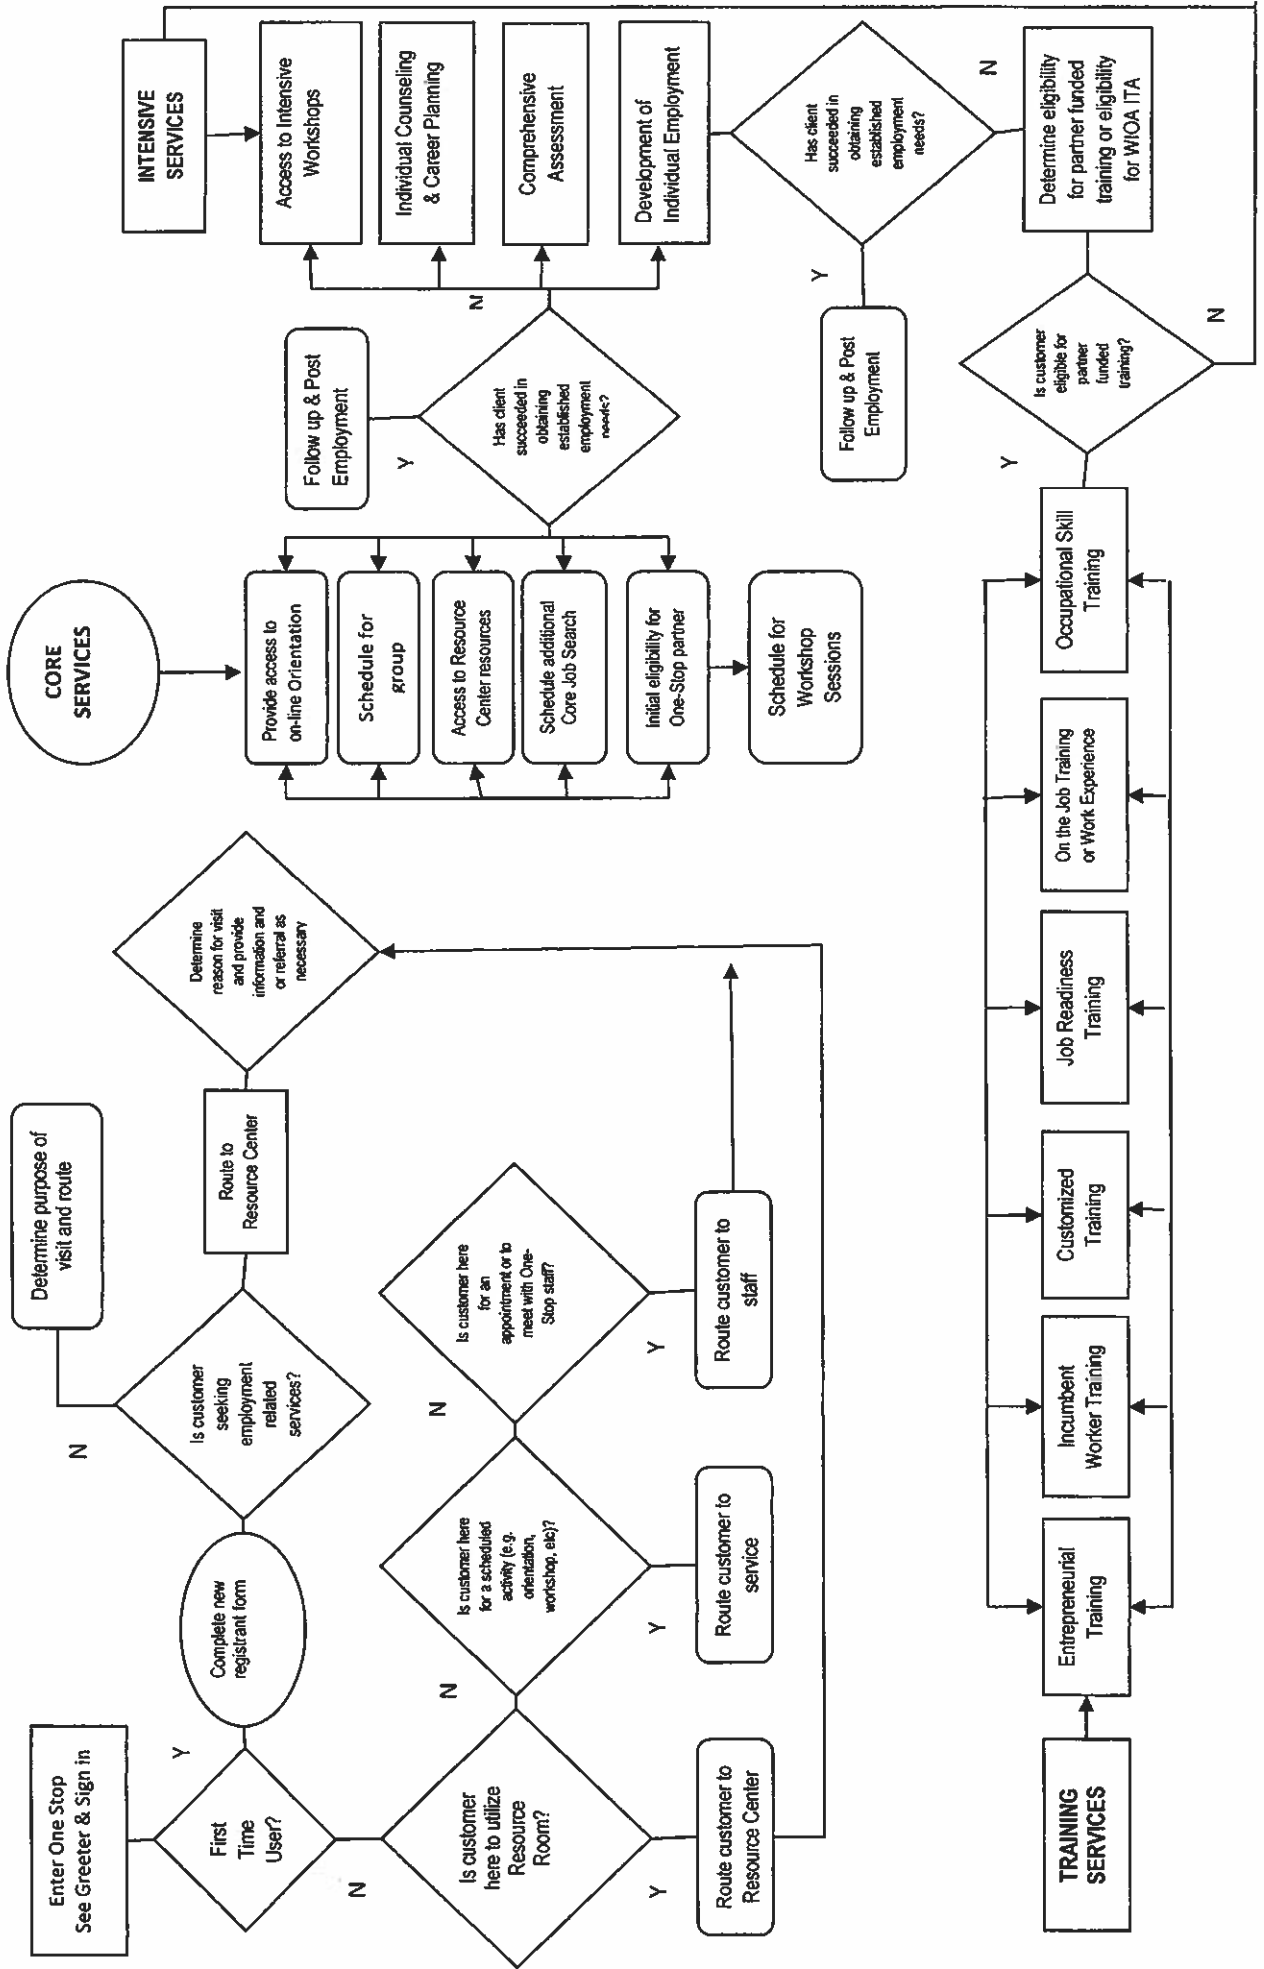 Enter One Stop
See Greeter & Sign in
First
Time
User?
Y
N
Complete new
registrant form
Is customer
seeking
employment
related
services?
N
Determine purpose of
visit and route
Route to
Resource Center
Determine
reason for visit
and provide
information and
or referral as
necessary
Is customer
here to utilize
Resource
Room?
N
Y
Route customer to
Resource Center
Is customer here
for a scheduled
activity (e.g.
orientation,
workshop, etc)?
N
Y
Route customer to
service
Is customer here
for an
appointment or to
meet with One-
Stop staff?
Y
Route customer to
staff
CORE
SERVICES
Provide access to
on-line Orientation
Schedule for
group
Access to Resource
Center resources
Schedule additional
Core Job Search
Initial eligibility for
One-Stop partner
Schedule for
Workshop
Sessions
Has client
succeeded in
obtaining
established
employment
needs?
Y
N
Follow up & Post
Employment
INTENSIVE
SERVICES
Access to Intensive
Workshops
Individual Counseling
& Career Planning
Comprehensive
Assessment
Development of
Individual Employment
Has client
succeeded in
obtaining
established
employment
needs?
Y
N
Follow up & Post
Employment
Determine eligibility
for partner funded
training or eligibility
for WIOA ITA
Is customer
eligible for
partner
funded
training?
Y
N
TRAINING
SERVICES
Entrepreneurial
Training
Incumbent
Worker Training
Customized
Training
Job Readiness
Training
On the Job Training
or Work Experience
Occupational Skill
Training